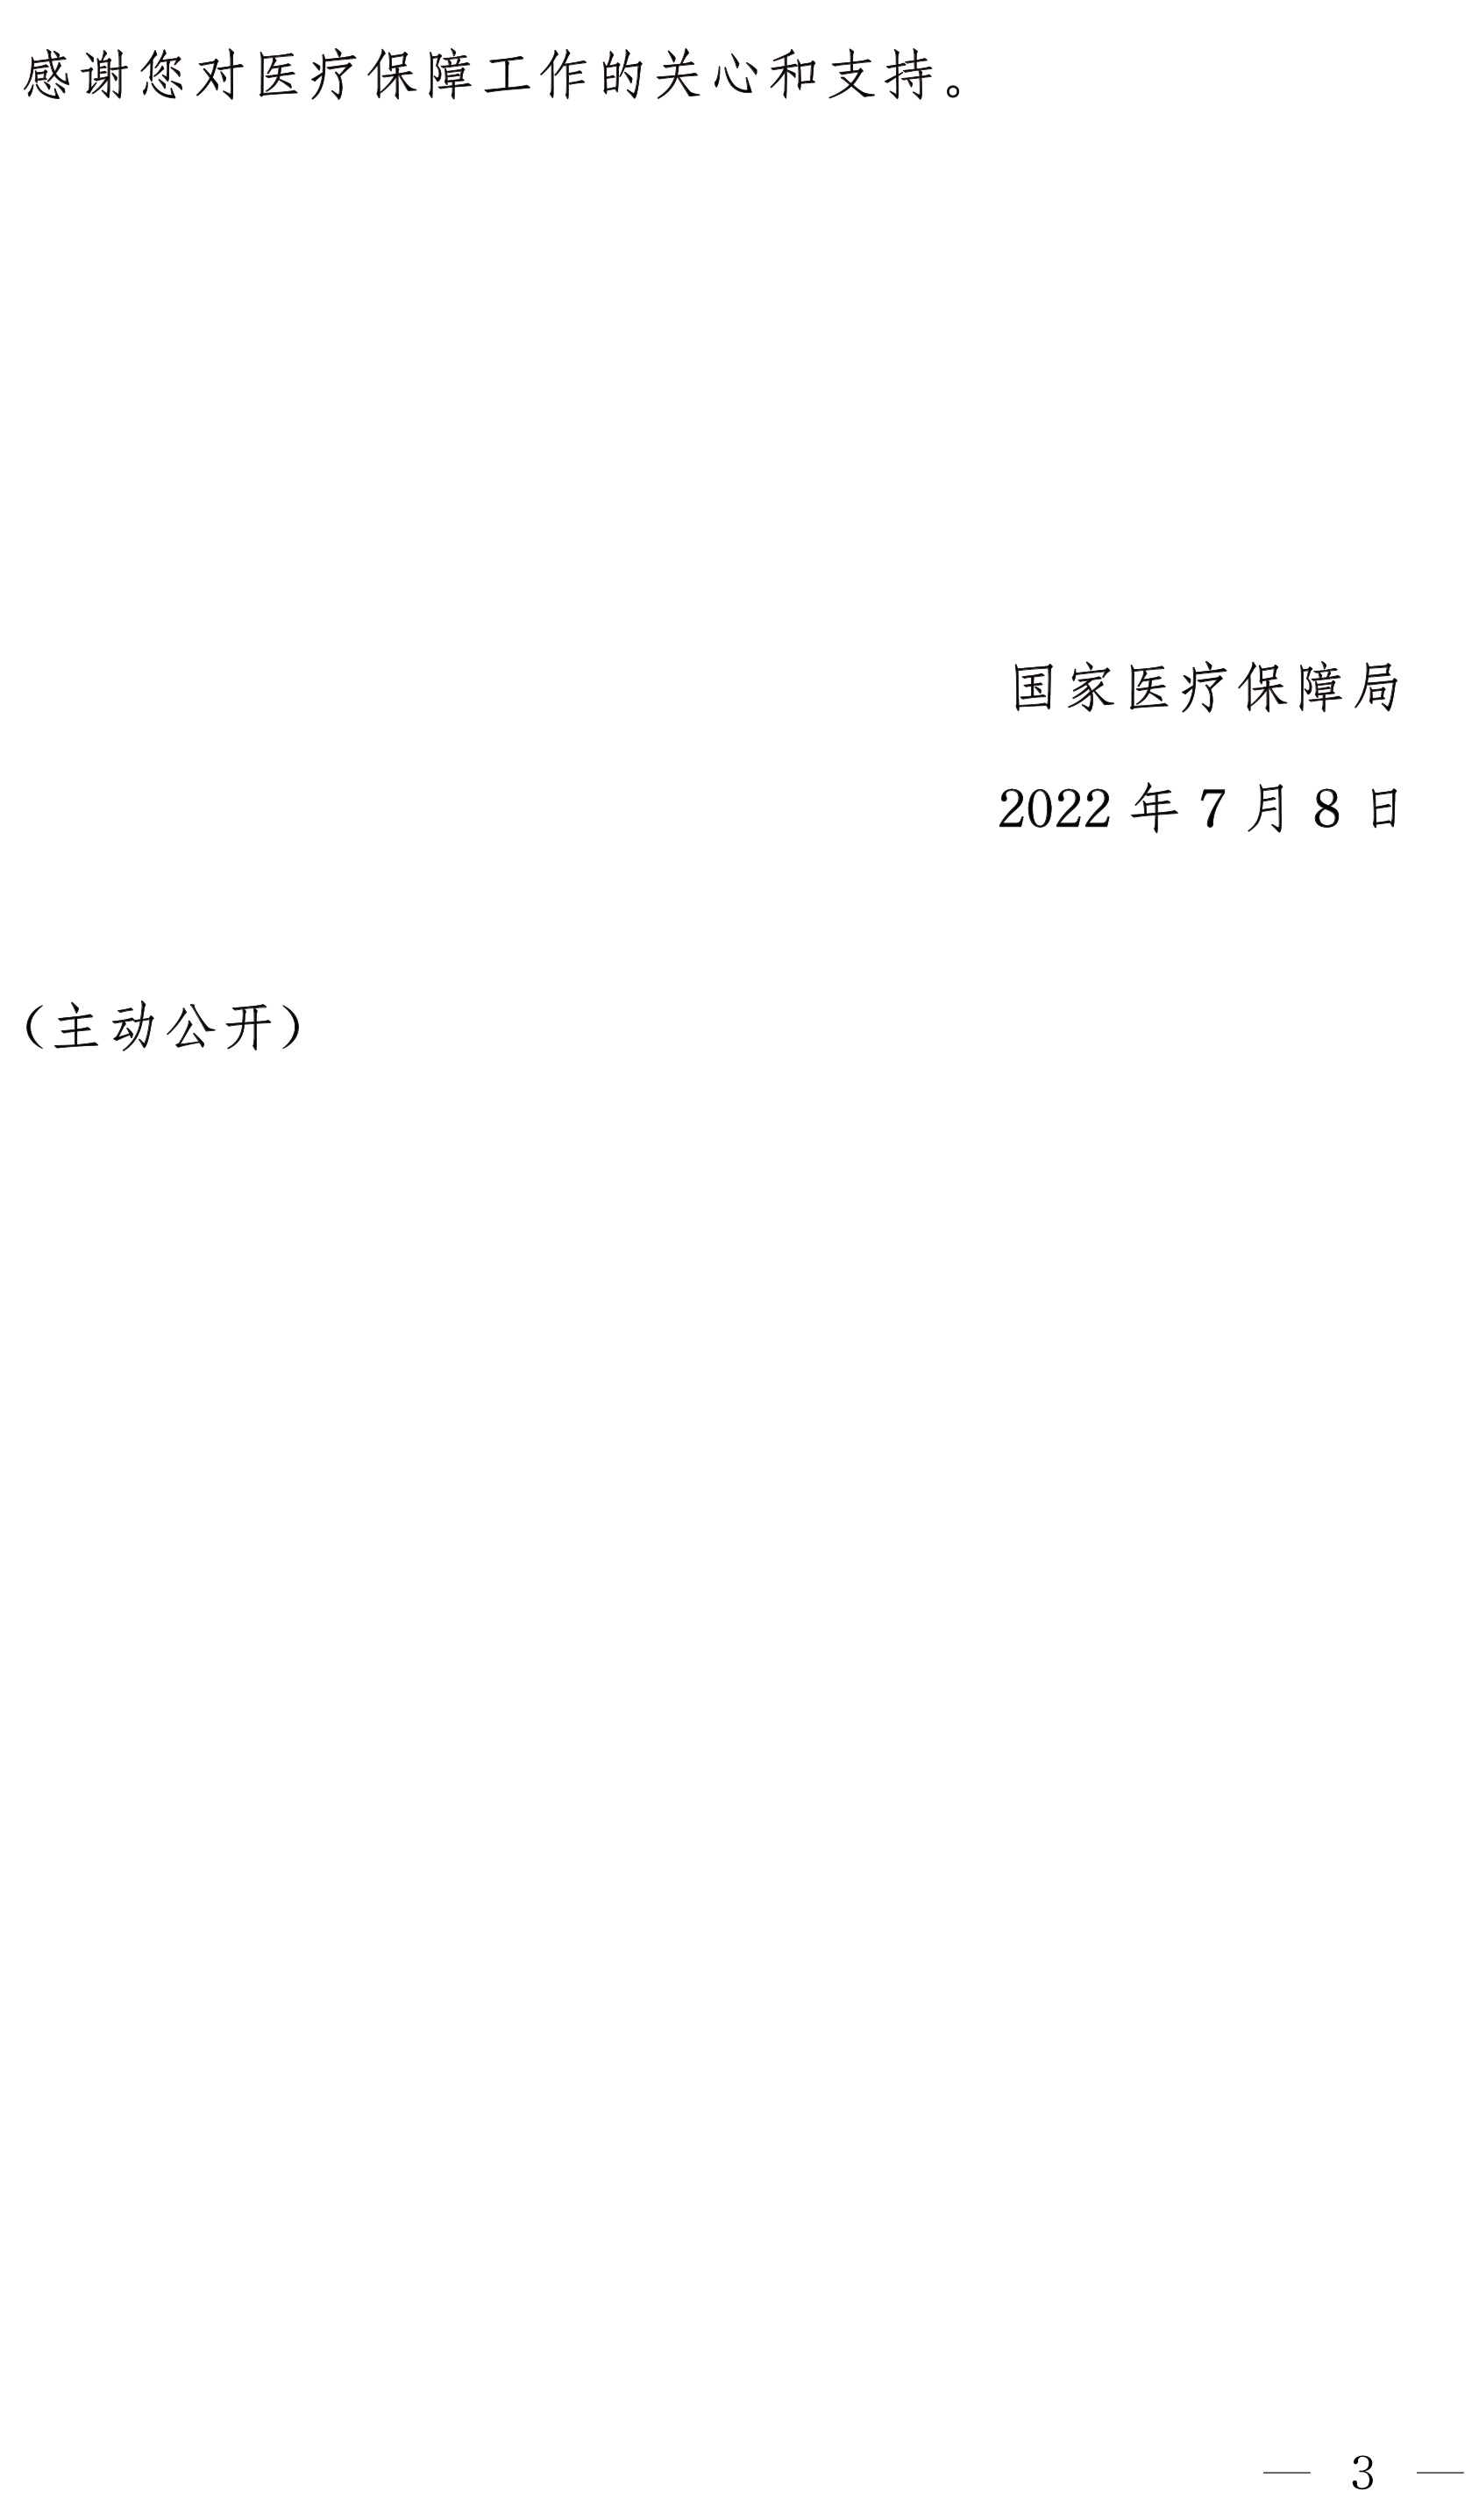 感谢您对医疗保障工作的关心和支持。
国家医疗保障局
2022 年 7 月 8 日
（主动公开）
— 3 —